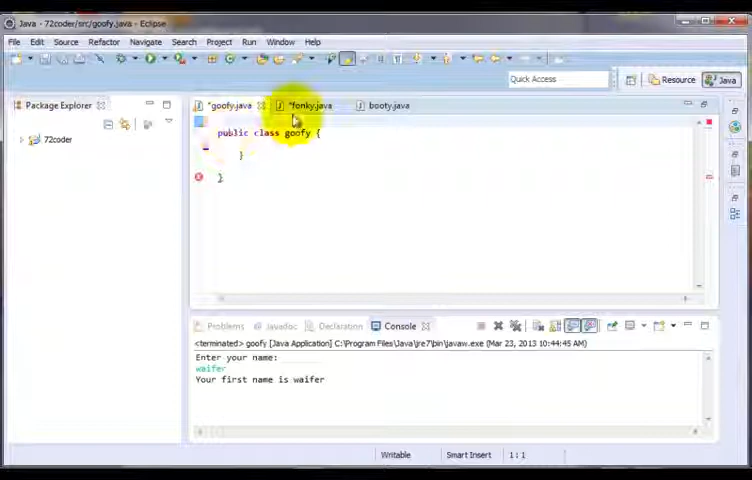 Java - 72coder/src/goofy.java - Eclipse
File Edit Source Refactor Navigate Search Project Run Window Help
Quick Access Resource Java
Package Explorer *goofy.java *fonky.java booty.java
72coder
public class goofy {
}
}
Problems Javadoc Declaration Console
<terminated> goofy [Java Application] C:\Program Files\Java\jre7\bin\javaw.exe (Mar 23, 2013 10:44:45 AM)
Enter your name:
waifer
Your first name is waifer
Writable Smart Insert 1 : 1